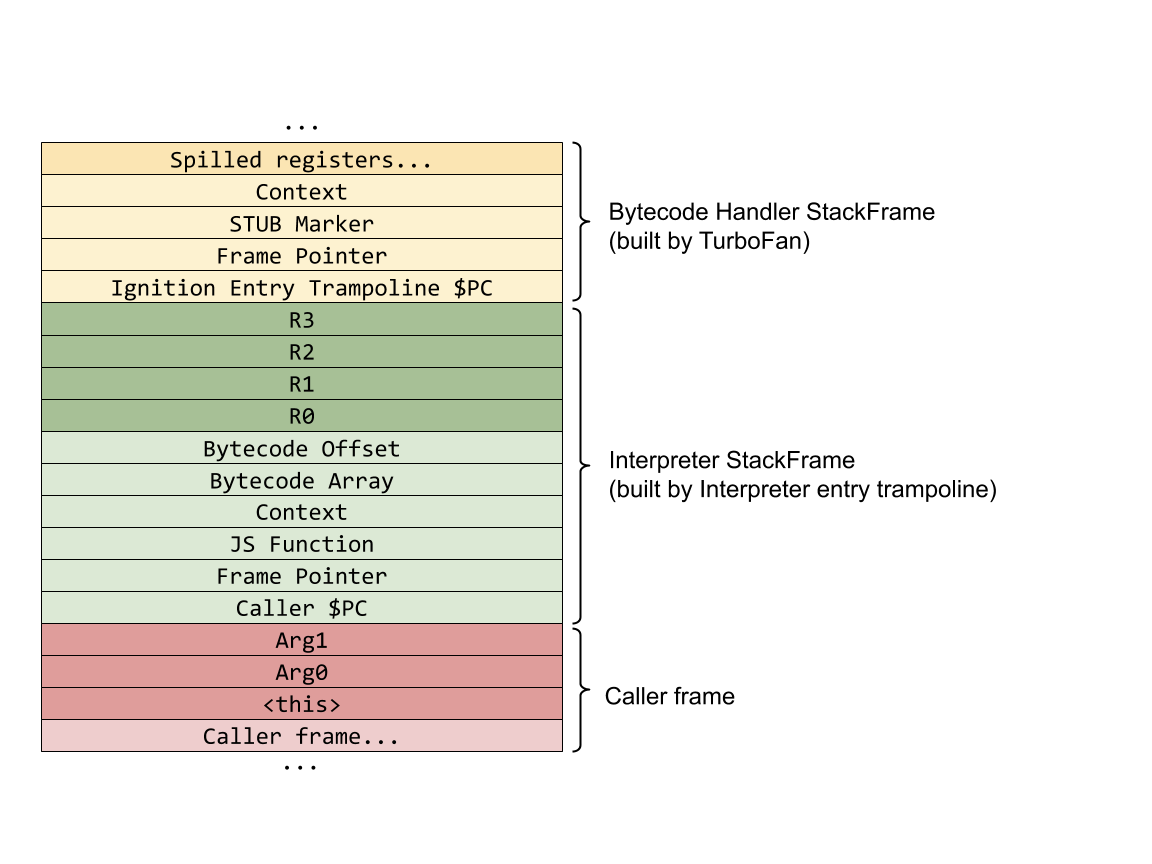 ...
Spilled registers...
Context
STUB Marker
Frame Pointer
Ignition Entry Trampoline $PC
Bytecode Handler StackFrame
(built by TurboFan)
R3
R2
R1
R0
Bytecode Offset
Bytecode Array
Context
JS Function
Frame Pointer
Caller $PC
Interpreter StackFrame
(built by Interpreter entry trampoline)
Arg1
Arg0
<this>
Caller frame...
Caller frame
...